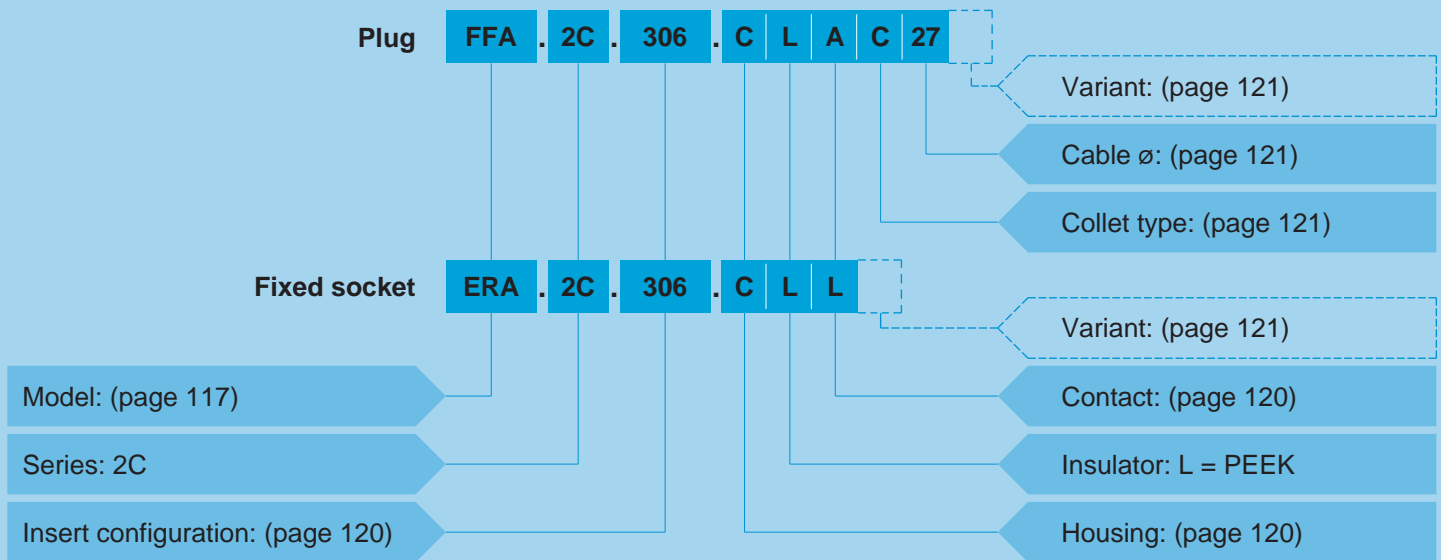 Plug FFA . 2C . 306 . C L A C 27
Variant: (page 121)
Cable ø: (page 121)
Collet type: (page 121)
Fixed socket ERA . 2C . 306 . C L L
Variant: (page 121)
Model: (page 117)
Contact: (page 120)
Series: 2C
Insulator: L = PEEK
Insert configuration: (page 120)
Housing: (page 120)